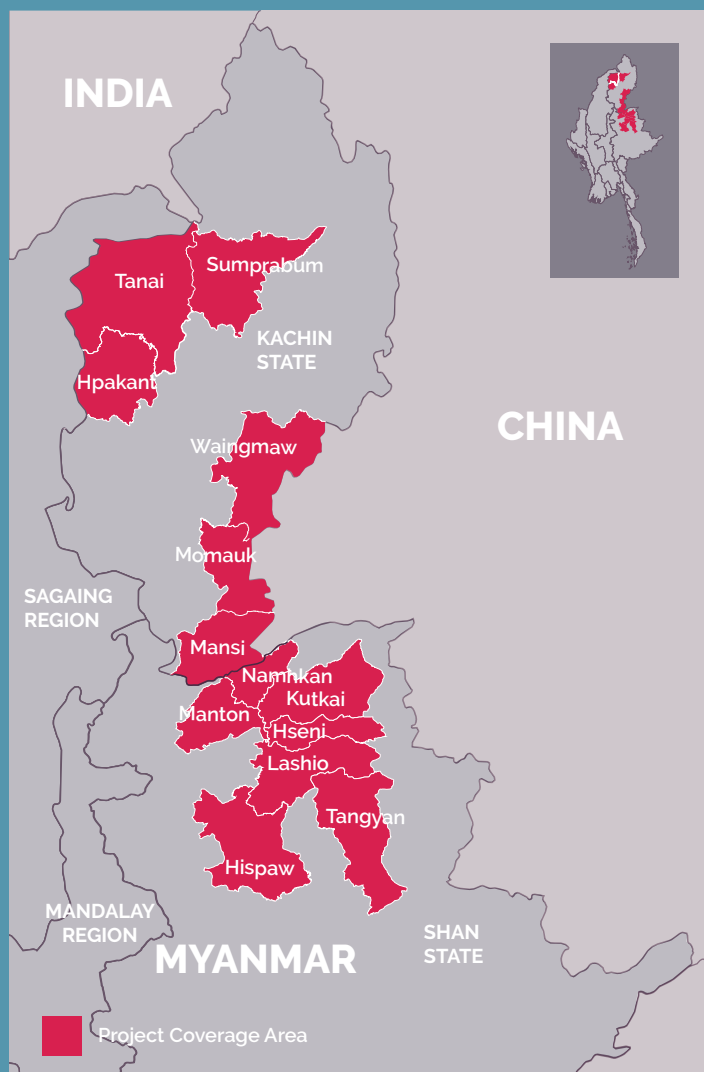 INDIA
Tanai
Sumprabum
KACHIN
STATE
Hpakant
CHINA
Waingmaw
Momauk
SAGAING
REGION
Mansi
Namhkan
Kutkai
Manton
Hseni
Lashio
Tangyan
Hispaw
MANDALAY
REGION
SHAN
STATE
MYANMAR
Project Coverage Area